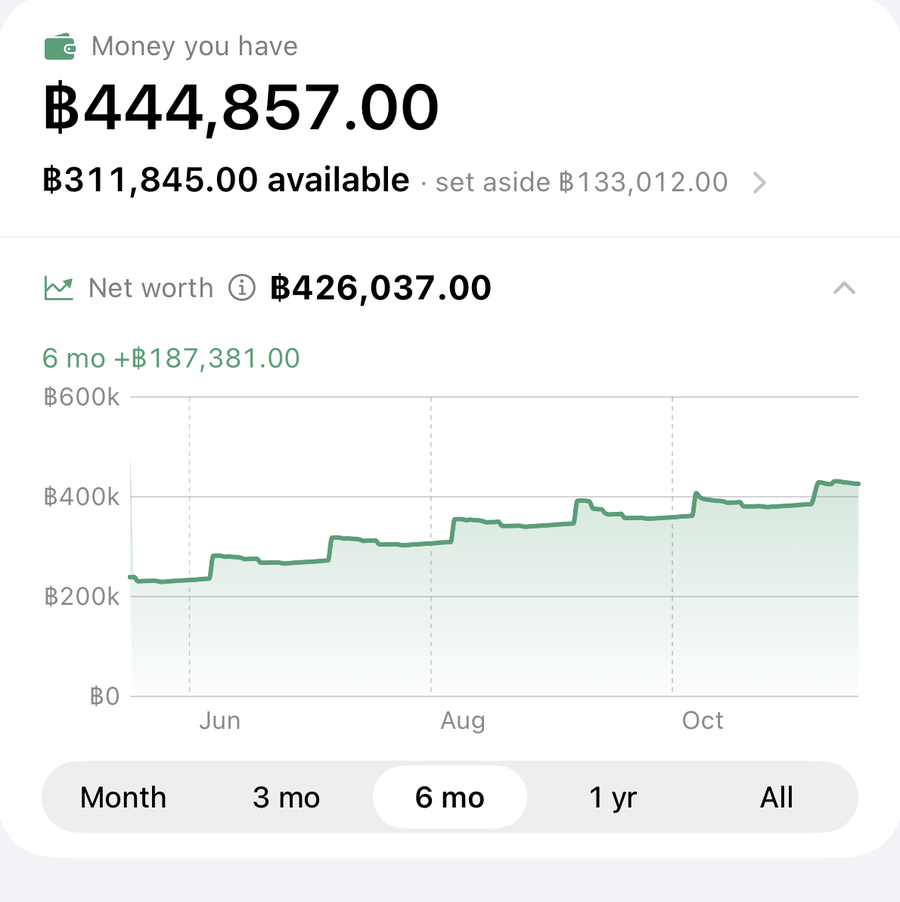 Money you have
฿444,857.00
฿311,845.00 available · set aside ฿133,012.00
Net worth ฿426,037.00
6 mo +฿187,381.00
฿600k
฿400k
฿200k
฿0
Jun Aug Oct
Month 3 mo 6 mo 1 yr All